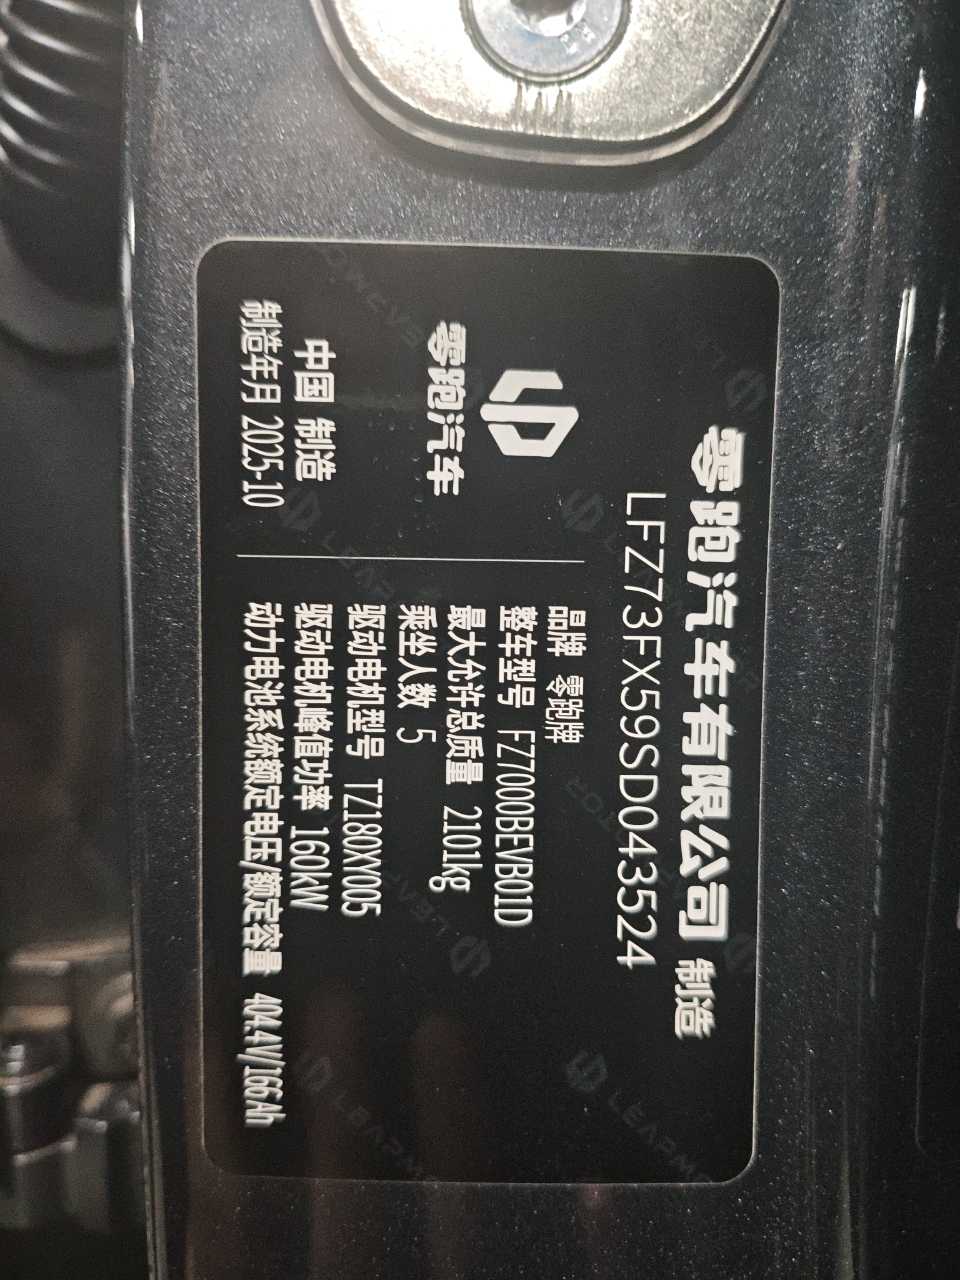 零跑汽车有限公司 制造
LFZ73FX59SD043524
零跑汽车
中国 制造
制造年月 2025-10
品牌 零跑牌
整车型号 FZ7000BEVB01D
最大允许总质量 2101kg
乘坐人数 5
驱动电机型号 TZ180XY005
驱动电机峰值功率 160kW
动力电池系统额定电压/额定容量 404.4V/166Ah